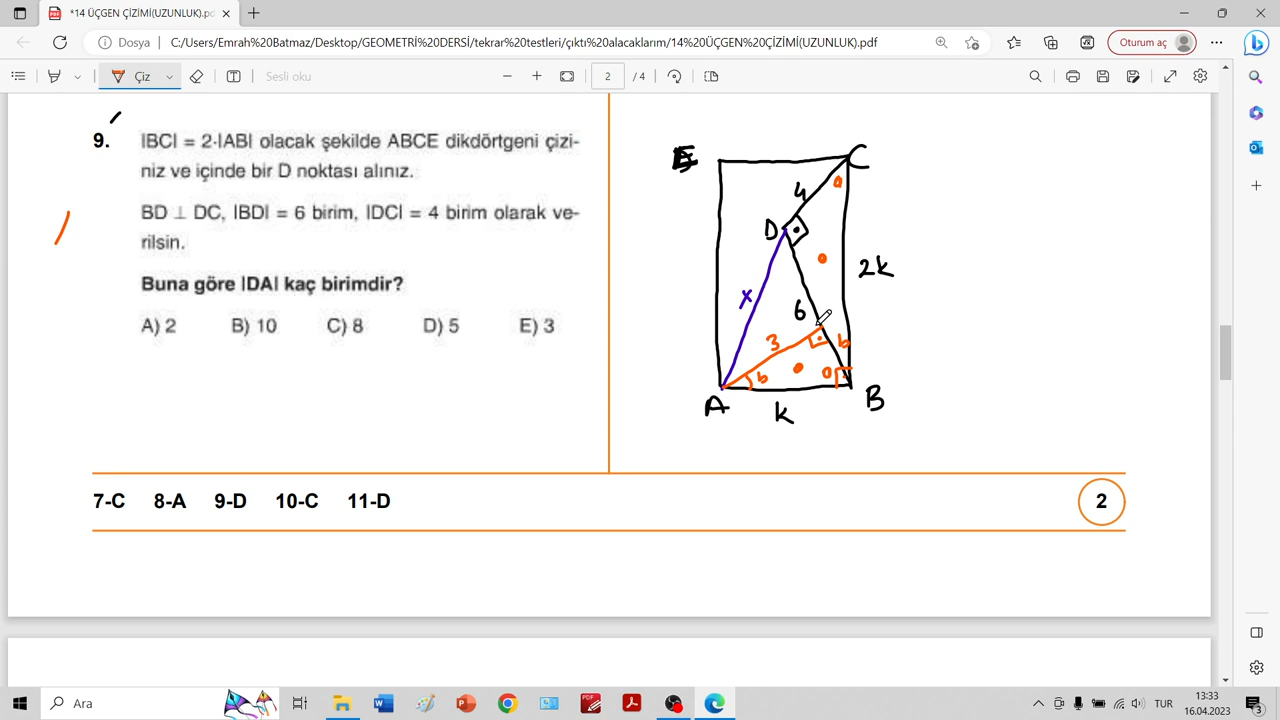 *14 ÜÇGEN ÇİZİMİ(UZUNLUK).pd
Dosya
C:/Users/Emrah%20Batmaz/Desktop/GEOMETRİ%20DERSİ/tekrar%20testleri/çıktı%20alacaklarım/14%20ÜÇGEN%20ÇİZİMİ(UZUNLUK).pdf
Oturum aç
Çiz
Sesli oku
2 / 4
9. |BC| = 2·|AB| olacak şekilde ABCE dikdörtgeni çizi-
niz ve içinde bir D noktası alınız.
BD ⊥ DC, |BD| = 6 birim, |DC| = 4 birim olarak ve-
rilsin.
Buna göre |DA| kaç birimdir?
A) 2 B) 10 C) 8 D) 5 E) 3
E C
4
D
2k
x
6
3
b
b
A k B
7-C 8-A 9-D 10-C 11-D
2
Ara
TUR
13:33
16.04.2023